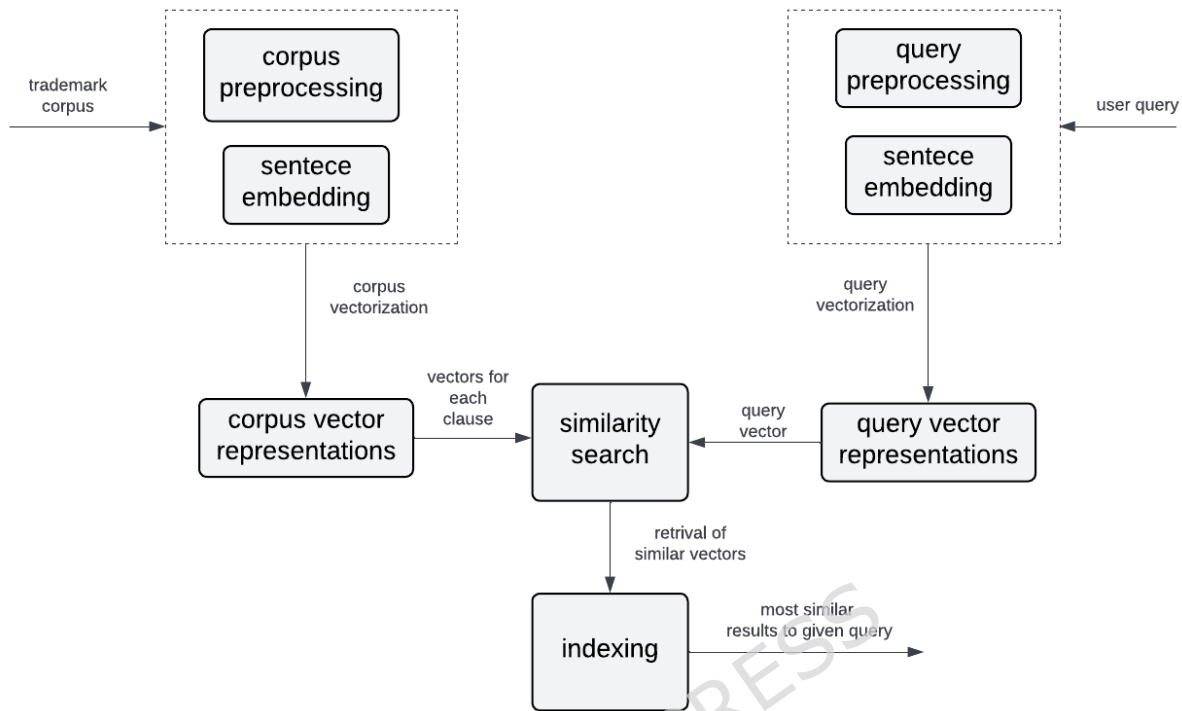 corpus
preprocessing
query
preprocessing
trademark
corpus
user query
sentece
embedding
sentece
embedding
corpus
vectorization
query
vectorization
vectors for
each
clause
corpus vector
representations
similarity
search
query
vector
query vector
representations
retrival of
similar vectors
indexing
most similar
results to given query
RESS